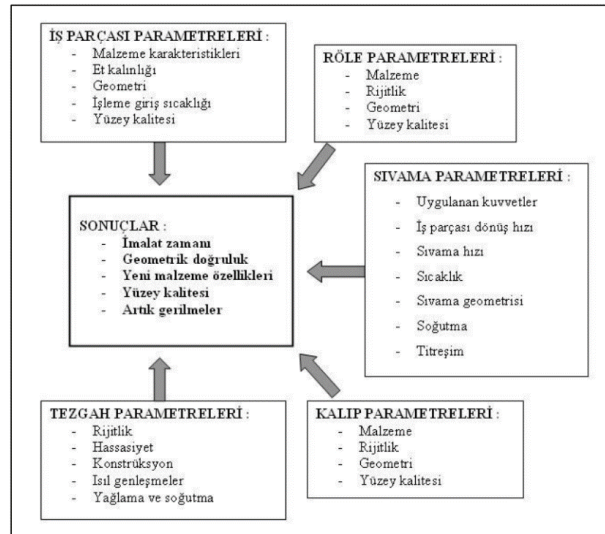 İŞ PARÇASI PARAMETRELERİ :
- Malzeme karakteristikleri
- Et kalınlığı
- Geometri
- İşleme giriş sıcaklığı
- Yüzey kalitesi
RÖLE PARAMETRELERİ :
- Malzeme
- Rijitlik
- Geometri
- Yüzey kalitesi
SIVAMA PARAMETRELERİ :
- Uygulanan kuvvetler
- İş parçası dönüş hızı
- Sıvama hızı
- Sıcaklık
- Sıvama geometrisi
- Soğutma
- Titreşim
SONUÇLAR :
- İmalat zamanı
- Geometrik doğruluk
- Yeni malzeme özellikleri
- Yüzey kalitesi
- Artık gerilmeler
TEZGAH PARAMETRELERİ :
- Rijitlik
- Hassasiyet
- Konstrüksyon
- Isıl genleşmeler
- Yağlama ve soğutma
KALIP PARAMETRELERİ :
- Malzeme
- Rijitlik
- Geometri
- Yüzey kalitesi